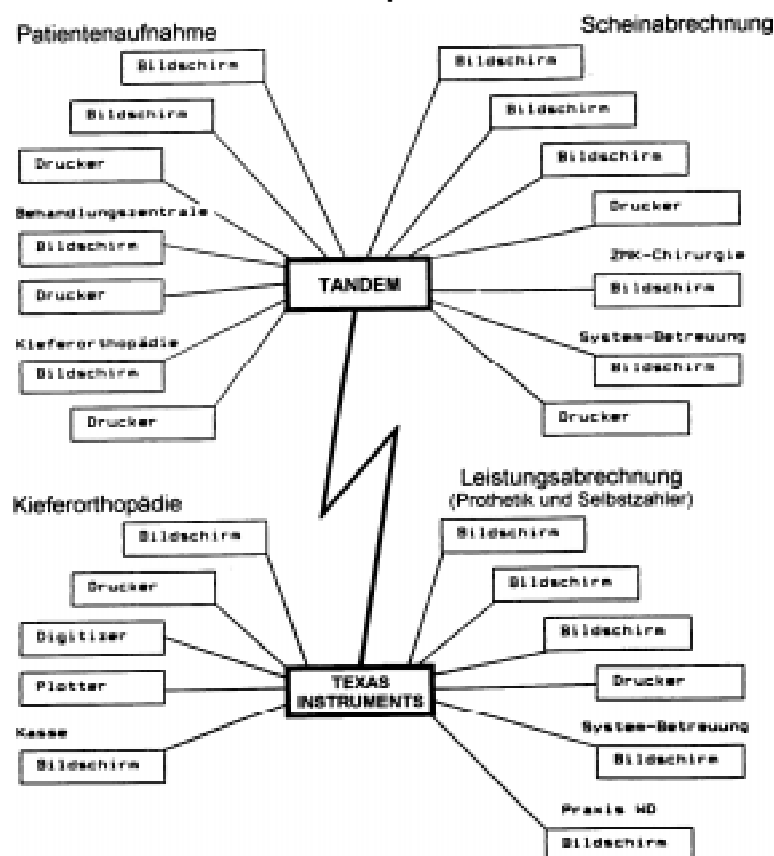 Patientenaufnahme
Bildschirm
Bildschirm
Drucker
Behandlungszentrale
Bildschirm
Drucker
Kieferorthopädie
Bildschirm
Drucker
Scheinabrechnung
Bildschirm
Bildschirm
Bildschirm
Drucker
ZMK-Chirurgie
Bildschirm
System-Betreuung
Bildschirm
Drucker
TANDEM
Kieferorthopädie
Bildschirm
Drucker
Digitizer
Plotter
Kasse
Bildschirm
Leistungsabrechnung
(Prothetik und Selbstzahler)
Bildschirm
Bildschirm
Bildschirm
Drucker
System-Betreuung
Bildschirm
Praxis WD
Bildschirm
TEXAS
INSTRUMENTS